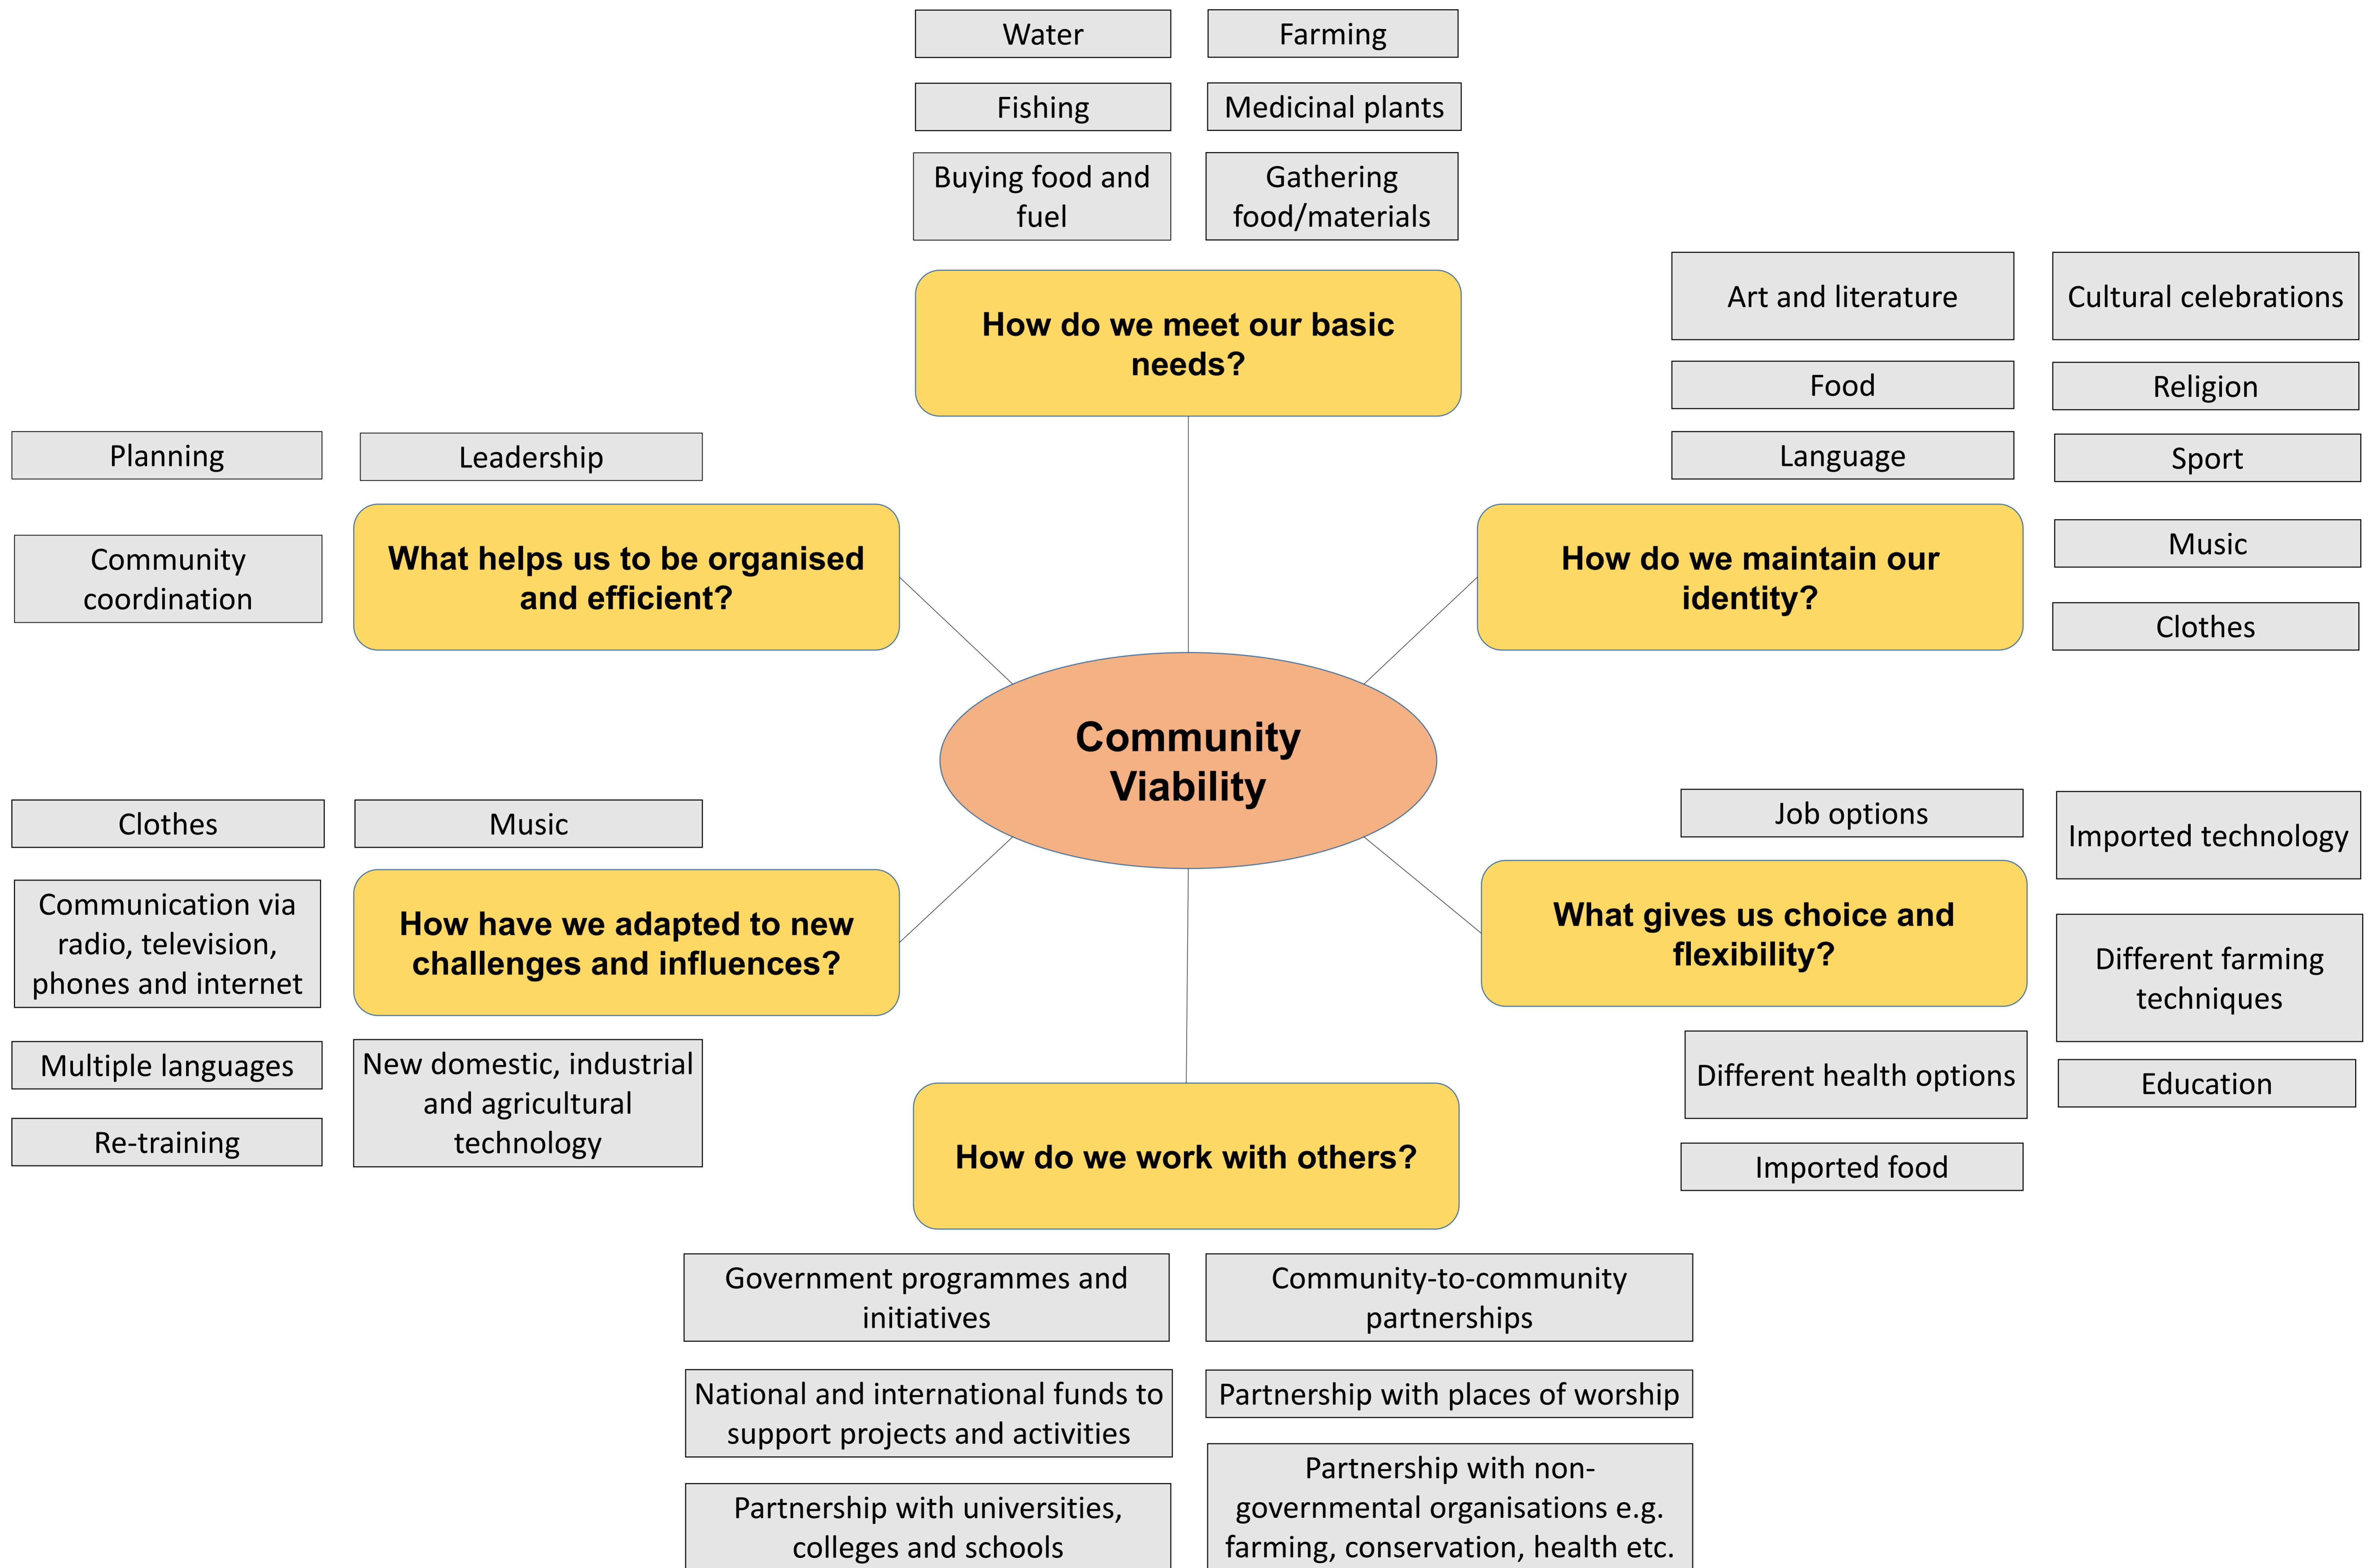 Water
Farming
Fishing
Medicinal plants
Buying food and
fuel
Gathering
food/materials
How do we meet our basic
needs?
Art and literature
Cultural celebrations
Food
Religion
Language
Sport
Music
Clothes
How do we maintain our
identity?
Planning
Leadership
Community
coordination
What helps us to be organised
and efficient?
Community
Viability
Clothes
Music
Communication via
radio, television,
phones and internet
How have we adapted to new
challenges and influences?
Multiple languages
New domestic, industrial
and agricultural
technology
Re-training
Job options
Imported technology
What gives us choice and
flexibility?
Different farming
techniques
Different health options
Education
Imported food
How do we work with others?
Government programmes and
initiatives
Community-to-community
partnerships
National and international funds to
support projects and activities
Partnership with places of worship
Partnership with universities,
colleges and schools
Partnership with non-
governmental organisations e.g.
farming, conservation, health etc.